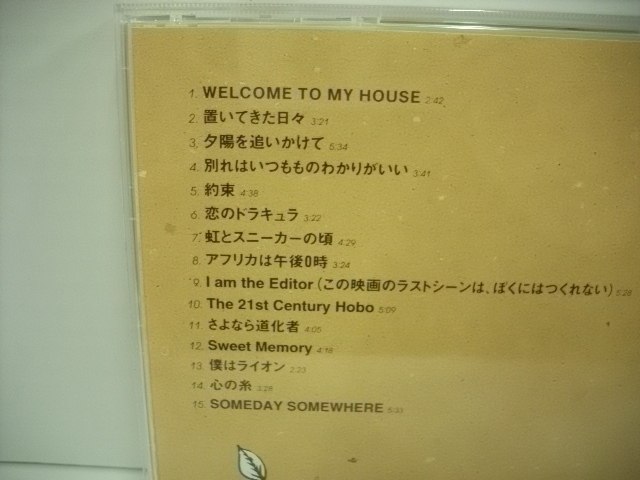 1. WELCOME TO MY HOUSE 2:42
2. 置いてきた日々 3:21
3. 夕陽を追いかけて 5:34
4. 別れはいつもものわかりがいい 3:41
5. 約束 4:38
6. 恋のドラキュラ 3:22
7. 虹とスニーカーの頃 4:29
8. アフリカは午後0時 3:24
9. I am the Editor (この映画のラストシーンは、ぼくにはつくれない) 5:28
10. The 21st Century Hobo 5:09
11. さよなら道化者 4:05
12. Sweet Memory 4:18
13. 僕はライオン 2:23
14. 心の糸 3:28
15. SOMEDAY SOMEWHERE 5:33